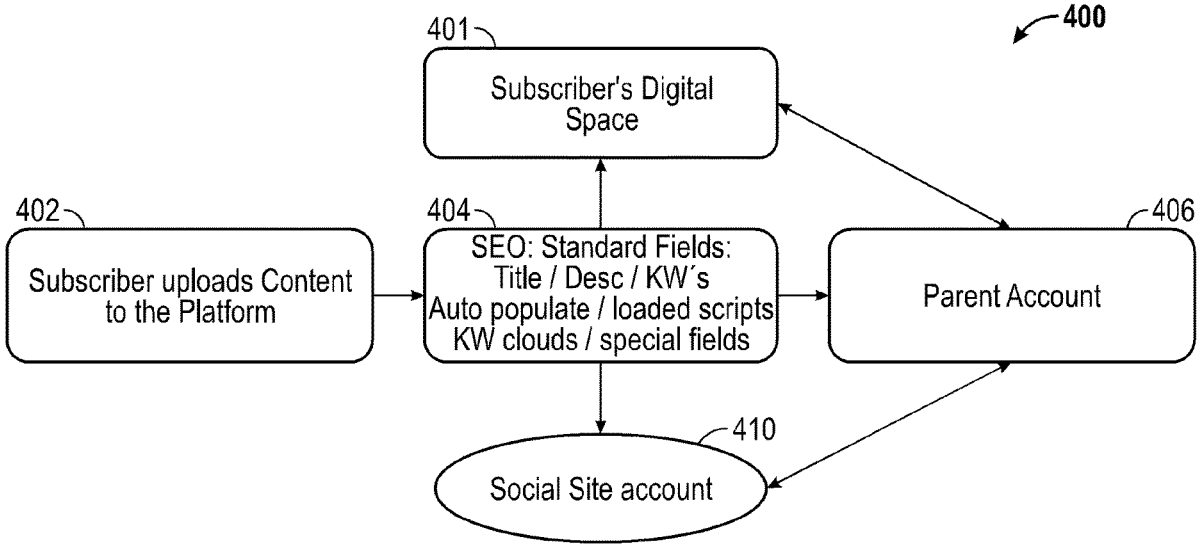 400
401
Subscriber's Digital
Space
402
Subscriber uploads Content
to the Platform
404
SEO: Standard Fields:
Title / Desc / KW´s
Auto populate / loaded scripts
KW clouds / special fields
406
Parent Account
410
Social Site account